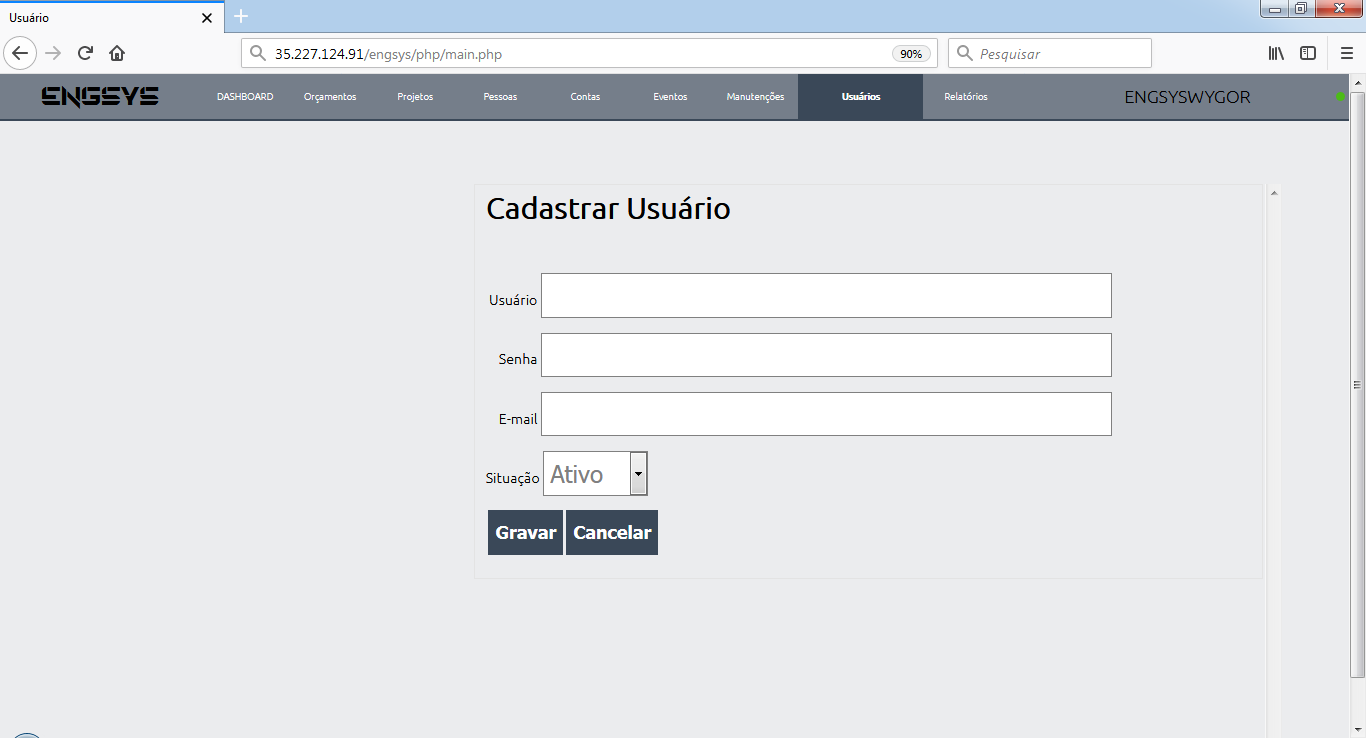 Usuário
35.227.124.91/engsys/php/main.php 90% Pesquisar
ENGSYS DASHBOARD Orçamentos Projetos Pessoas Contas Eventos Manutenções Usuários Relatórios ENGSYSWYGOR
Cadastrar Usuário
Usuário
Senha
E-mail
Situação Ativo
Gravar Cancelar